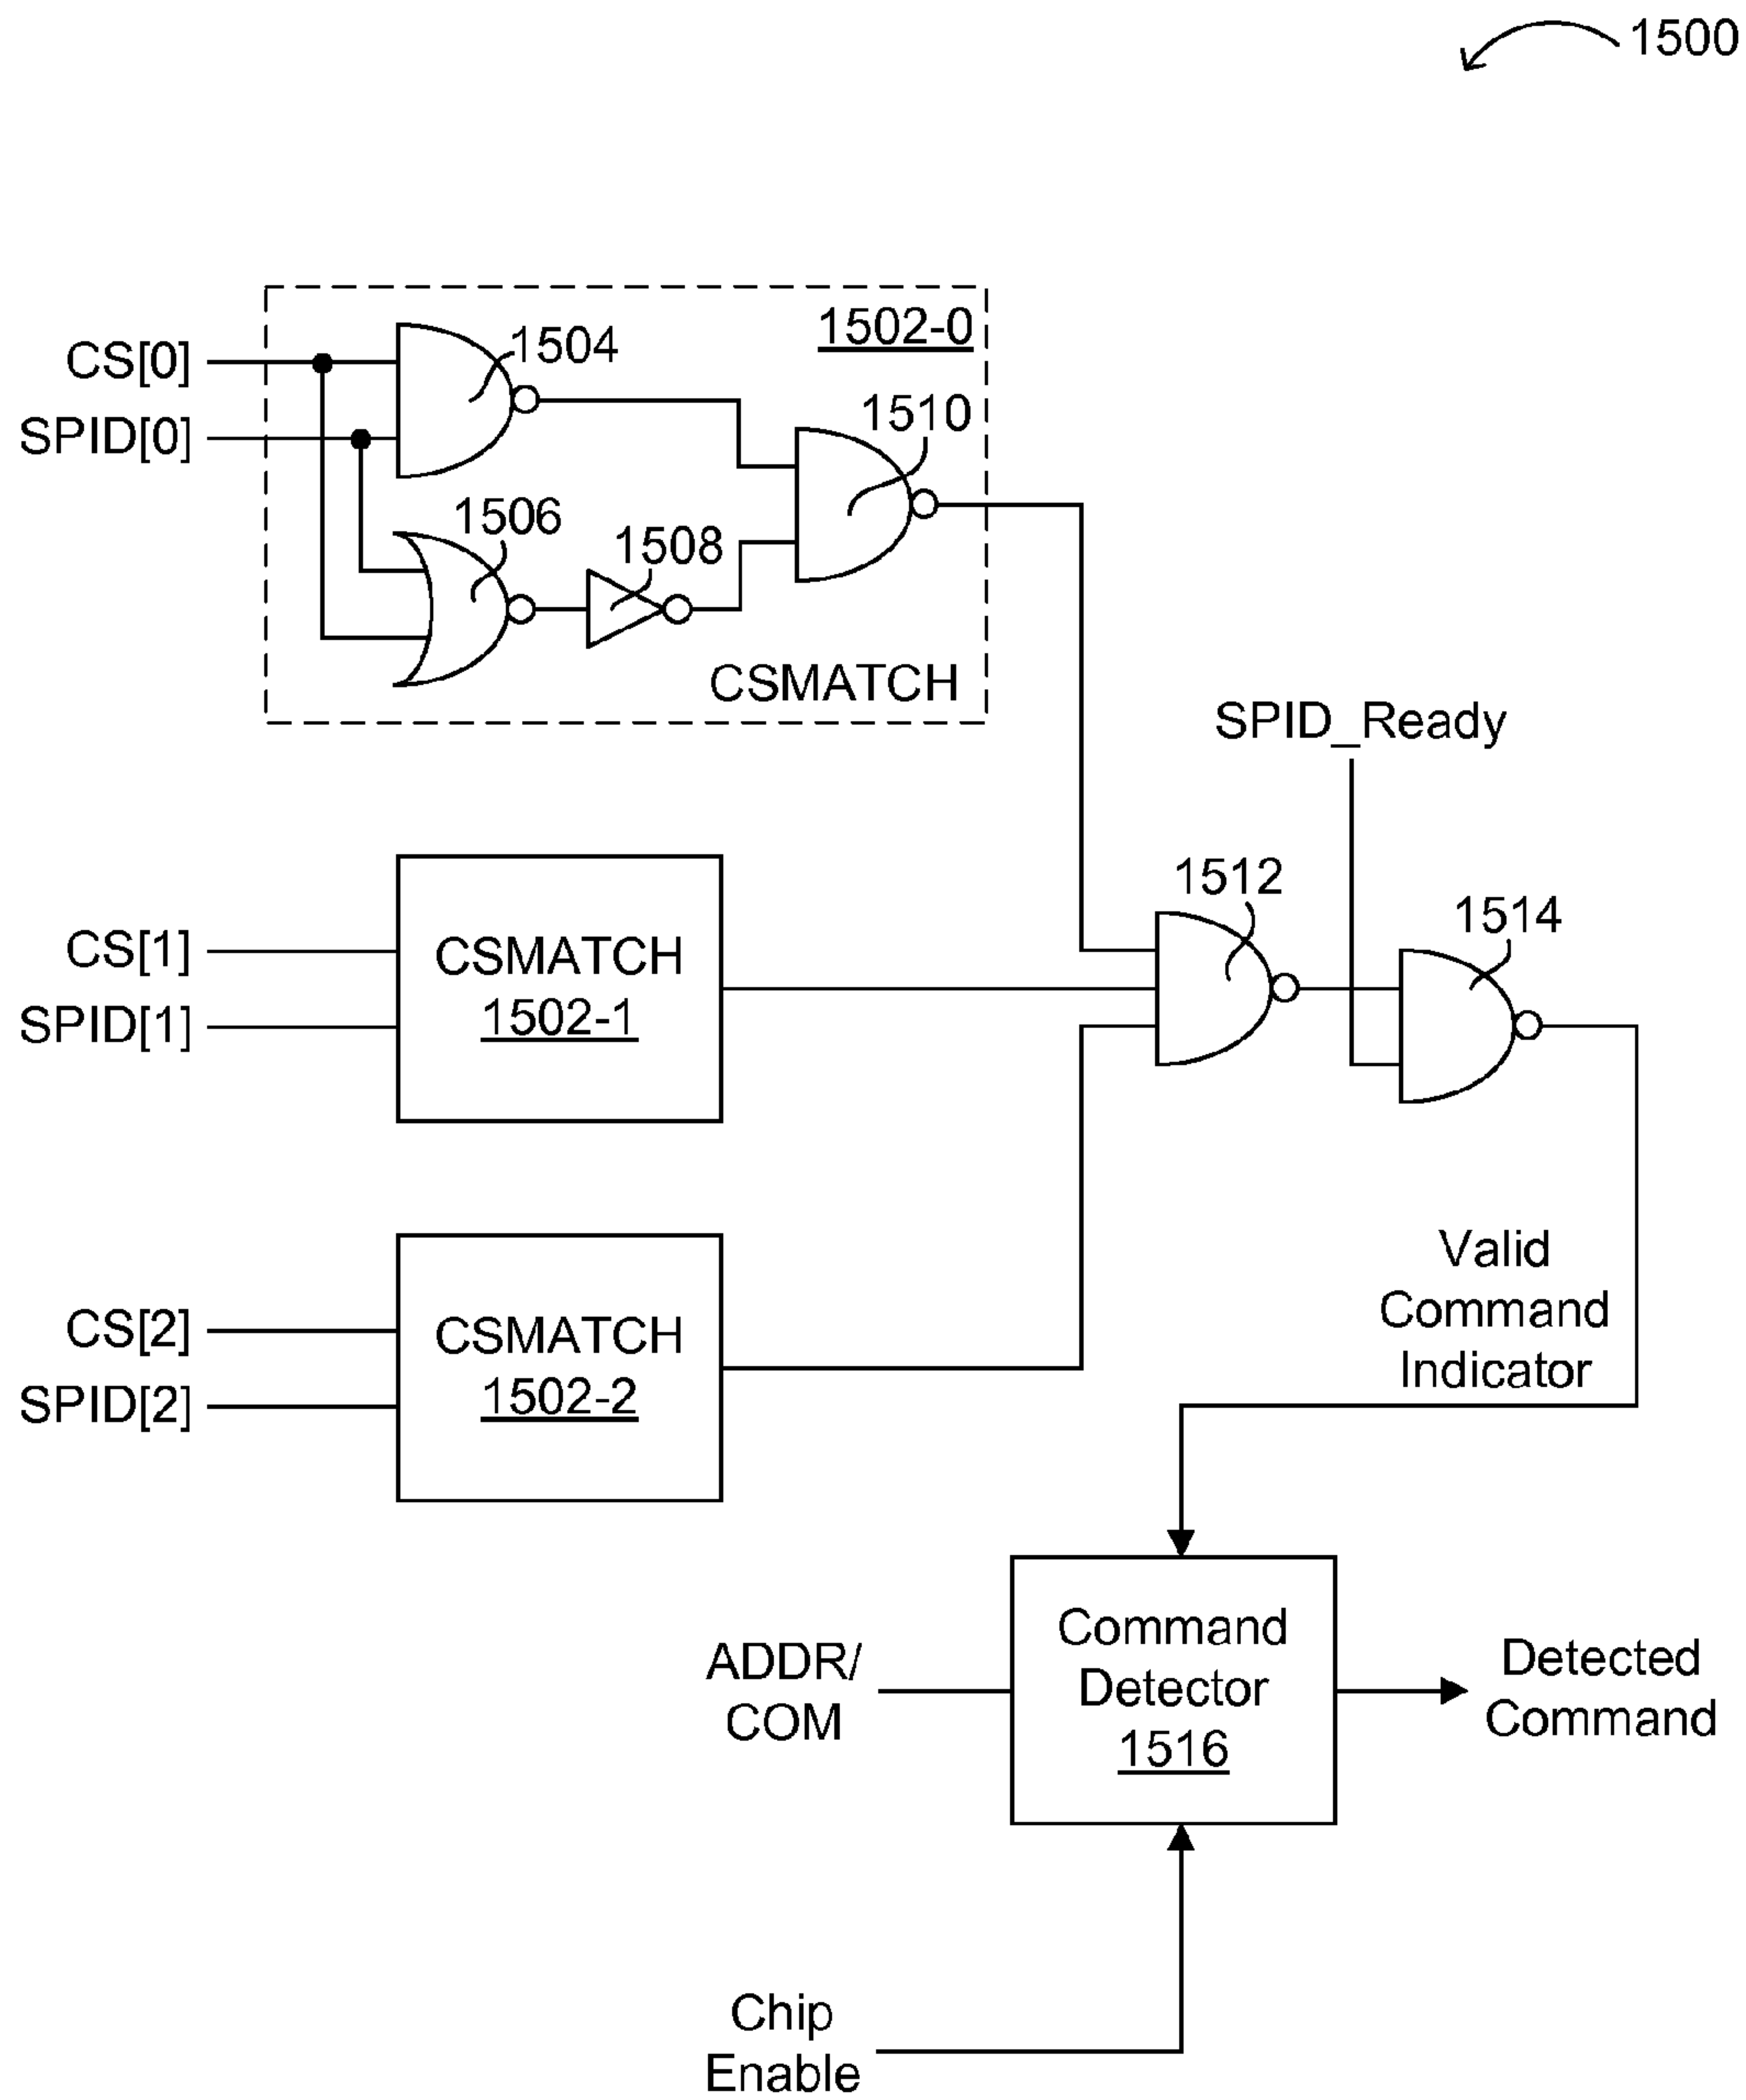 1500
1502-0
CS[0]
1504
SPID[0]
1510
1506
1508
CSMATCH
SPID_Ready
1512
1514
CS[1]
CSMATCH
SPID[1]
1502-1
Valid
Command
Indicator
CS[2]
CSMATCH
SPID[2]
1502-2
Command
Detector
1516
ADDR/
COM
Detected
Command
Chip
Enable